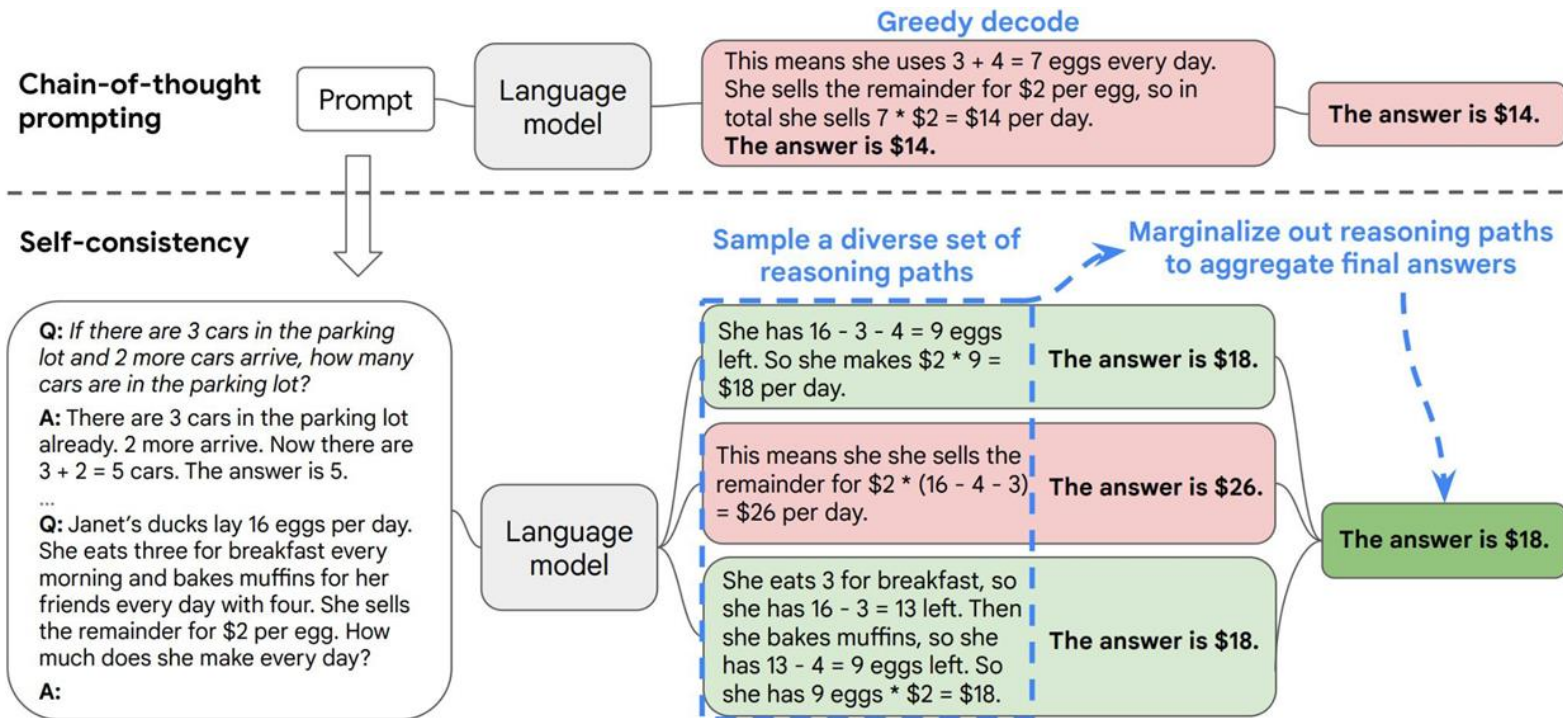 Greedy decode
Chain-of-thought
prompting
Prompt
Language
model
This means she uses 3 + 4 = 7 eggs every day.
She sells the remainder for $2 per egg, so in
total she sells 7 * $2 = $14 per day.
The answer is $14.
The answer is $14.
Self-consistency
Sample a diverse set of
reasoning paths
Marginalize out reasoning paths
to aggregate final answers
Q: If there are 3 cars in the parking
lot and 2 more cars arrive, how many
cars are in the parking lot?
A: There are 3 cars in the parking lot
already. 2 more arrive. Now there are
3 + 2 = 5 cars. The answer is 5.
...
Q: Janet’s ducks lay 16 eggs per day.
She eats three for breakfast every
morning and bakes muffins for her
friends every day with four. She sells
the remainder for $2 per egg. How
much does she make every day?
A:
Language
model
She has 16 - 3 - 4 = 9 eggs
left. So she makes $2 * 9 =
$18 per day.
The answer is $18.
This means she she sells the
remainder for $2 * (16 - 4 - 3)
= $26 per day.
The answer is $26.
She eats 3 for breakfast, so
she has 16 - 3 = 13 left. Then
she bakes muffins, so she
has 13 - 4 = 9 eggs left. So
she has 9 eggs * $2 = $18.
The answer is $18.
The answer is $18.